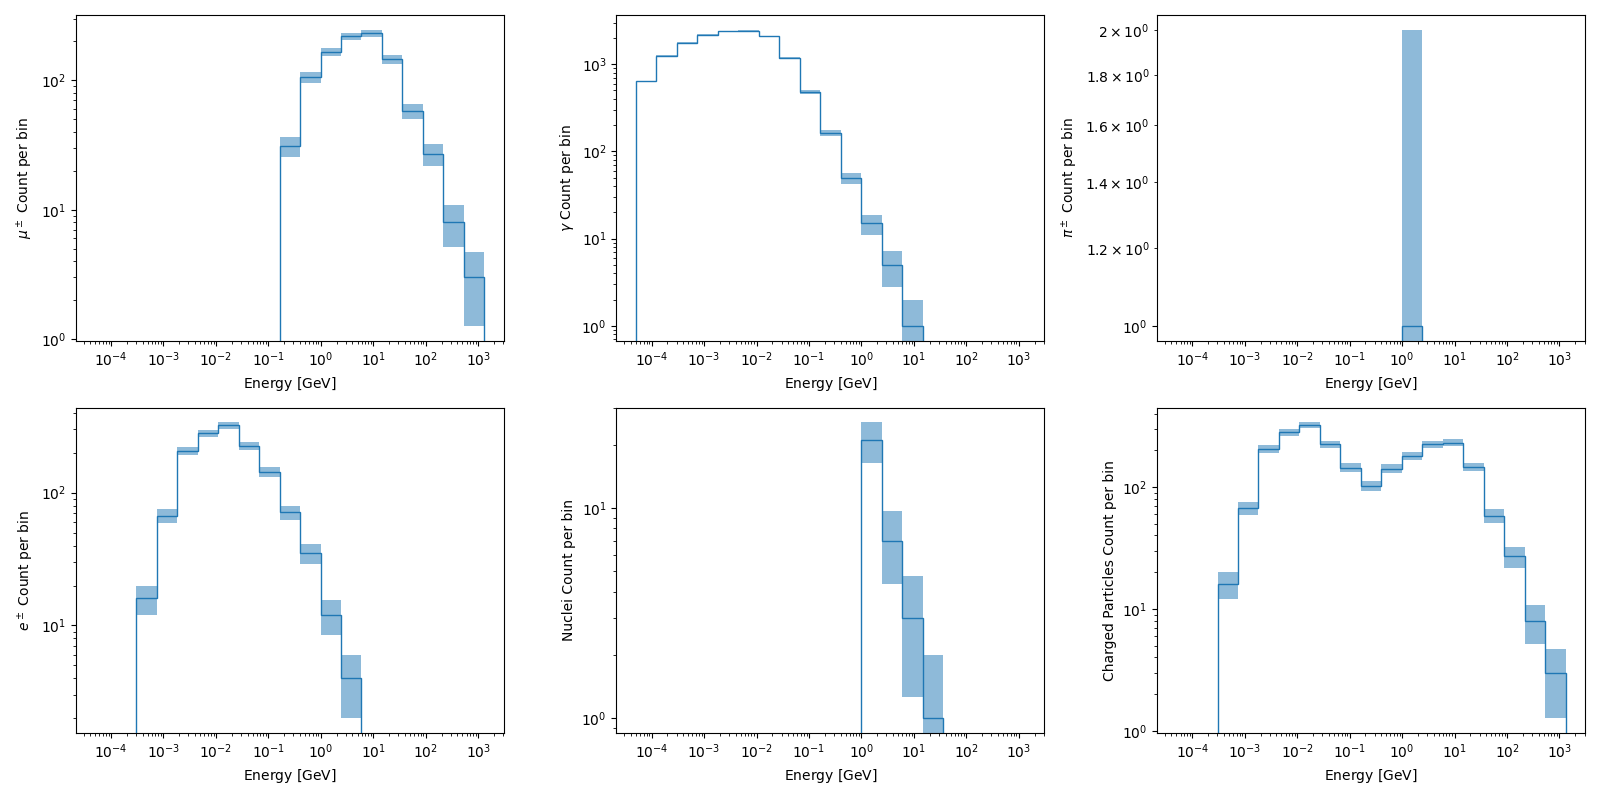 μ± Count per bin
10²
10¹
10⁰
10⁻⁴ 10⁻³ 10⁻² 10⁻¹ 10⁰ 10¹ 10² 10³
Energy [GeV]
γ Count per bin
10³
10²
10¹
10⁰
10⁻⁴ 10⁻³ 10⁻² 10⁻¹ 10⁰ 10¹ 10² 10³
Energy [GeV]
π± Count per bin
2 × 10⁰
1.8 × 10⁰
1.6 × 10⁰
1.4 × 10⁰
1.2 × 10⁰
10⁰
10⁻⁴ 10⁻³ 10⁻² 10⁻¹ 10⁰ 10¹ 10² 10³
Energy [GeV]
e± Count per bin
10²
10¹
10⁻⁴ 10⁻³ 10⁻² 10⁻¹ 10⁰ 10¹ 10² 10³
Energy [GeV]
Nuclei Count per bin
10¹
10⁰
10⁻⁴ 10⁻³ 10⁻² 10⁻¹ 10⁰ 10¹ 10² 10³
Energy [GeV]
Charged Particles Count per bin
10²
10¹
10⁰
10⁻⁴ 10⁻³ 10⁻² 10⁻¹ 10⁰ 10¹ 10² 10³
Energy [GeV]